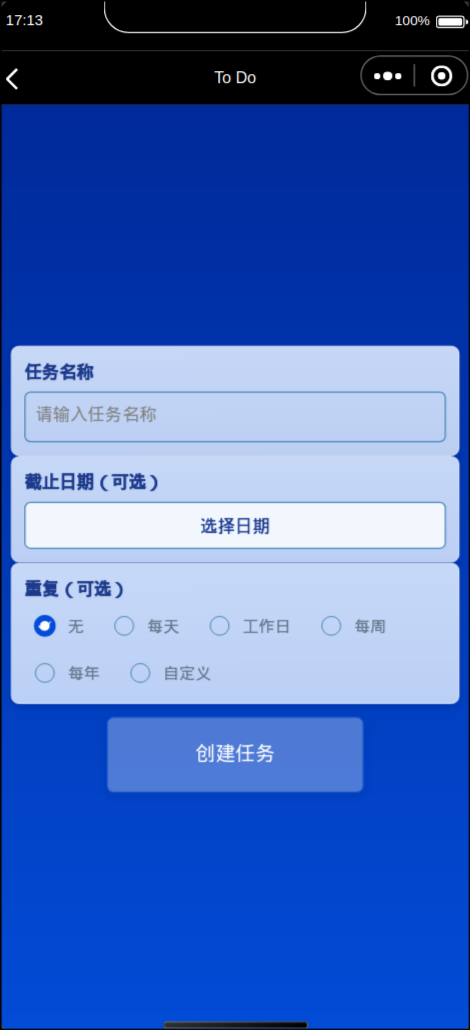 17:13 100%
To Do
任务名称
请输入任务名称
截止日期（可选）
选择日期
重复（可选）
无 每天 工作日 每周
每年 自定义
创建任务